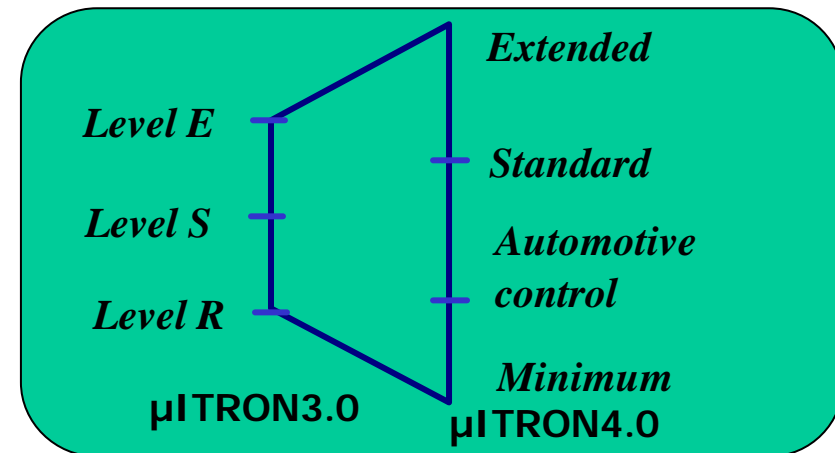 Extended
Level E
Standard
Level S
Automotive
control
Level R
Minimum
µITRON3.0
µITRON4.0